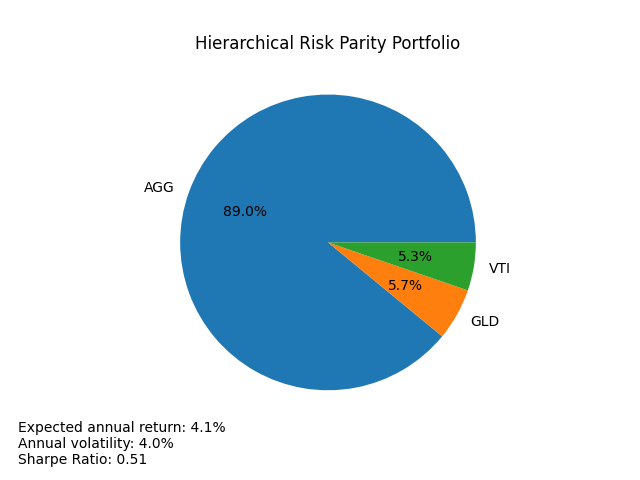 Hierarchical Risk Parity Portfolio
AGG
89.0%
5.3%
VTI
5.7%
GLD
Expected annual return: 4.1%
Annual volatility: 4.0%
Sharpe Ratio: 0.51